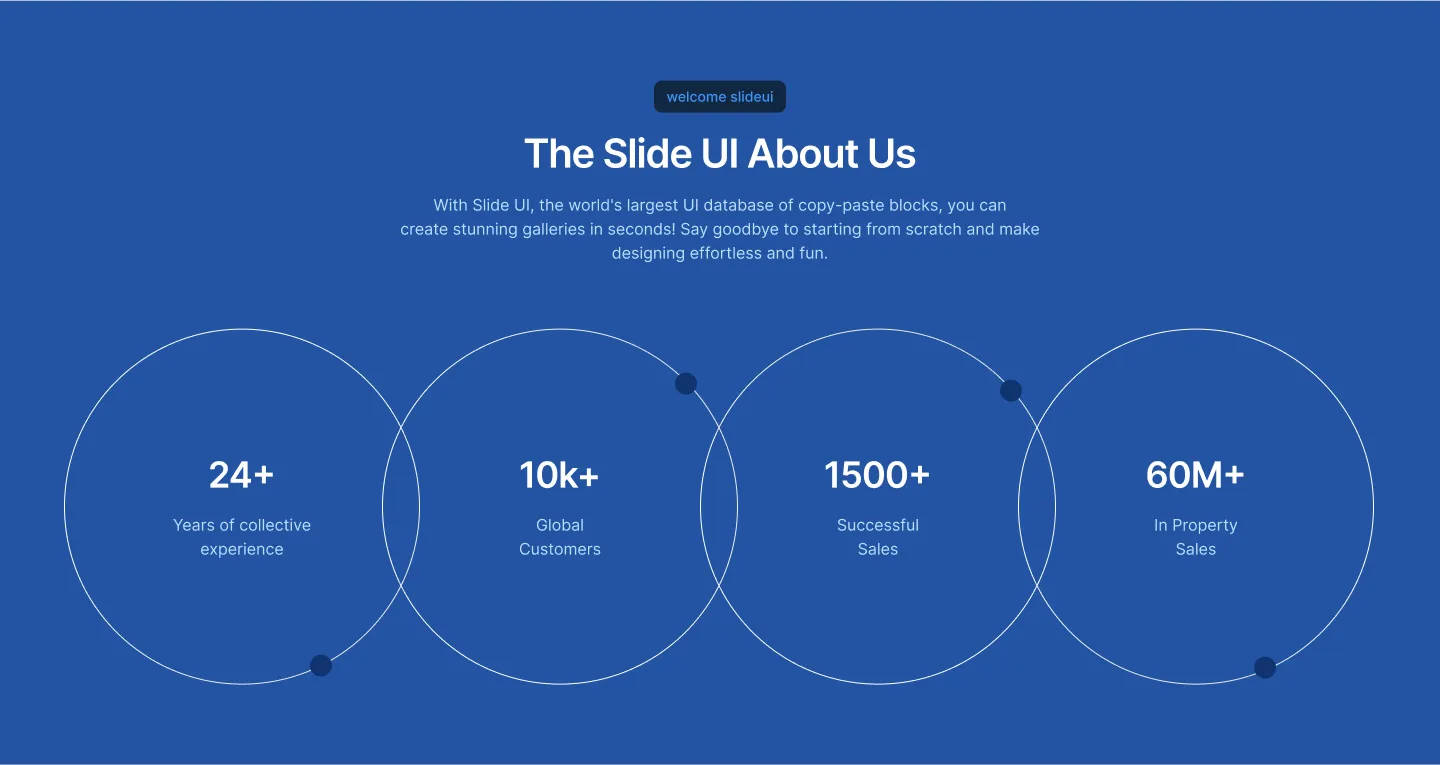 welcome slideui
The Slide UI About Us
With Slide UI, the world's largest UI database of copy-paste blocks, you can
create stunning galleries in seconds! Say goodbye to starting from scratch and make
designing effortless and fun.
24+
Years of collective
experience
10k+
Global
Customers
1500+
Successful
Sales
60M+
In Property
Sales